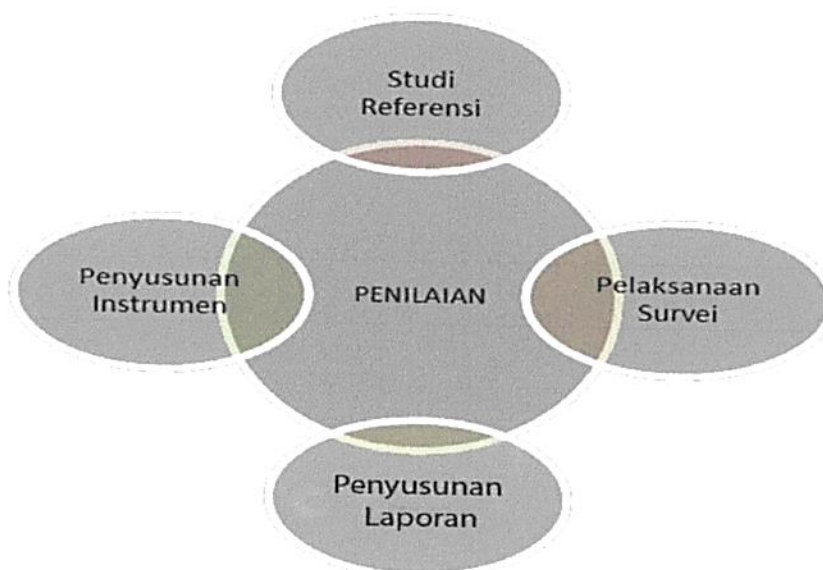 Studi
Referensi
Penyusunan
Instrumen
PENILAIAN
Pelaksanaan
Survei
Penyusunan
Laporan